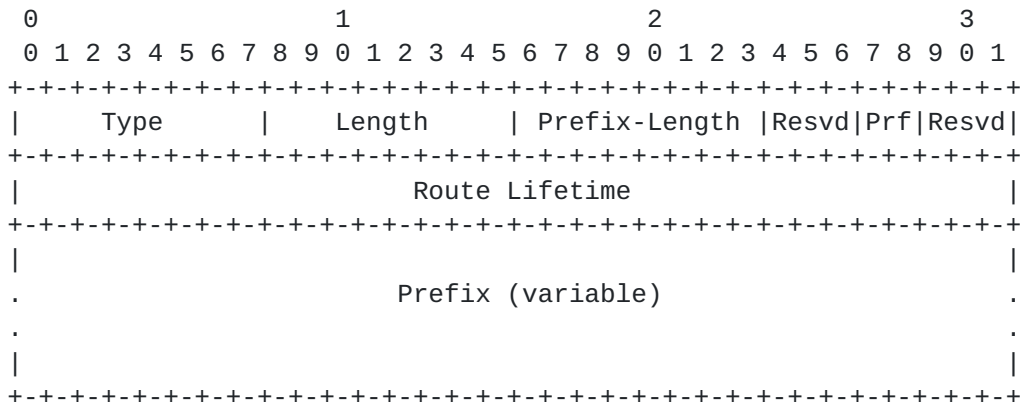 0                   1                   2                   3
 0 1 2 3 4 5 6 7 8 9 0 1 2 3 4 5 6 7 8 9 0 1 2 3 4 5 6 7 8 9 0 1
+-+-+-+-+-+-+-+-+-+-+-+-+-+-+-+-+-+-+-+-+-+-+-+-+-+-+-+-+-+-+-+-+
|     Type      |    Length     | Prefix-Length |Resvd|Prf|Resvd|
+-+-+-+-+-+-+-+-+-+-+-+-+-+-+-+-+-+-+-+-+-+-+-+-+-+-+-+-+-+-+-+-+
|                         Route Lifetime                        |
+-+-+-+-+-+-+-+-+-+-+-+-+-+-+-+-+-+-+-+-+-+-+-+-+-+-+-+-+-+-+-+-+
|                                                               |
.                        Prefix (variable)                      .
.                                                               .
|                                                               |
+-+-+-+-+-+-+-+-+-+-+-+-+-+-+-+-+-+-+-+-+-+-+-+-+-+-+-+-+-+-+-+-+